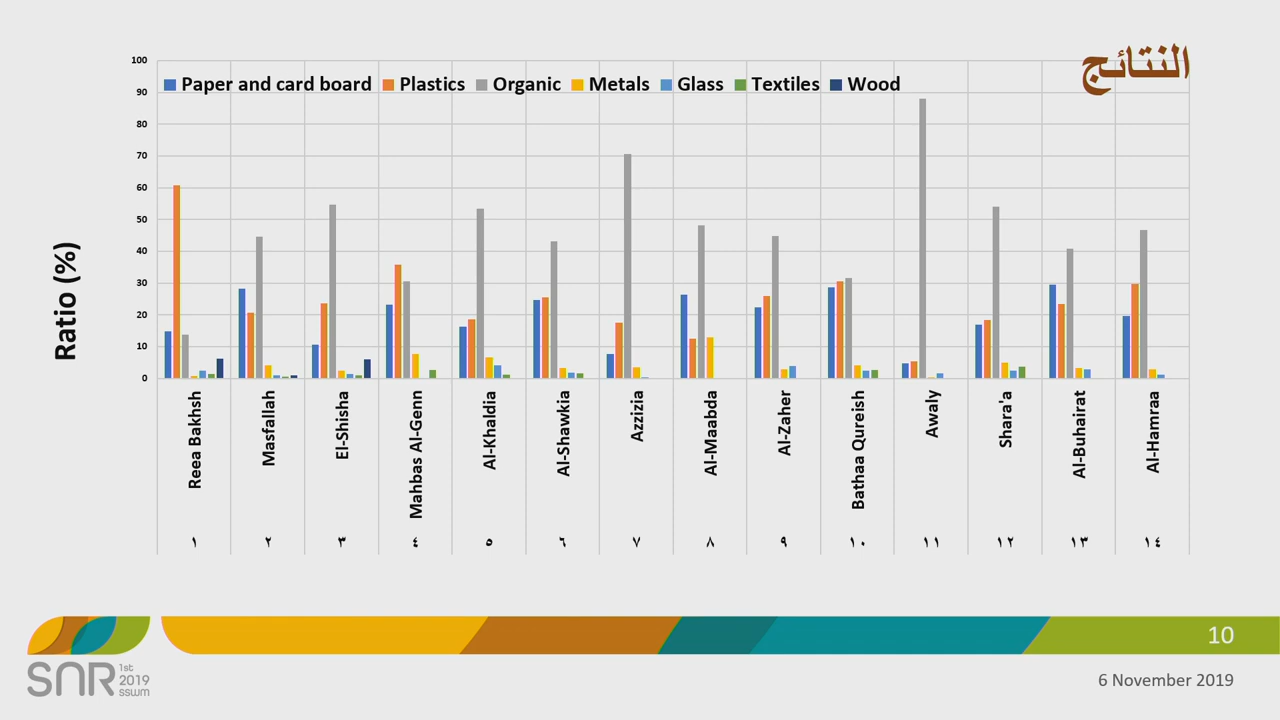 النتائج
100
90
80
70
60
50
40
30
20
10
0
Ratio (%)
Paper and card board Plastics Organic Metals Glass Textiles Wood
Reea Bakhsh
Masfallah
El-Shisha
Mahbas Al-Genn
Al-Khaldia
Al-Shawkia
Azzizia
Al-Maabda
Al-Zaher
Bathaa Qureish
Awaly
Shara'a
Al-Buhairat
Al-Hamraa
١ ٢ ٣ ٤ ٥ ٦ ٧ ٨ ٩ ١٠ ١١ ١٢ ١٣ ١٤
10
SNR
1st
2019
sswm
6 November 2019